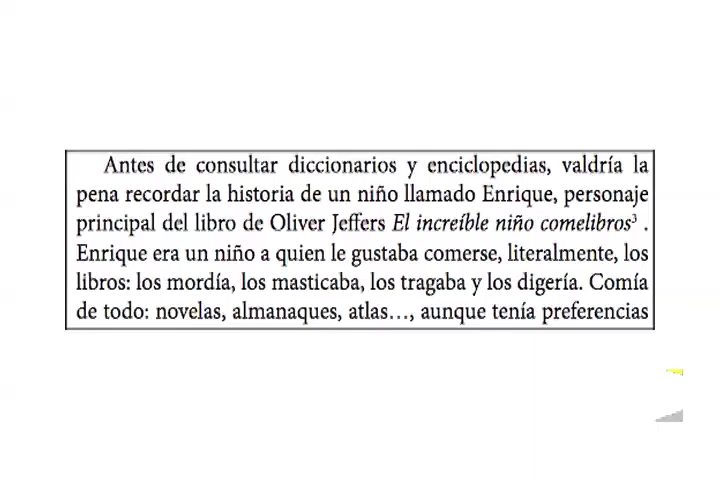 Antes de consultar diccionarios y enciclopedias, valdría la
pena recordar la historia de un niño llamado Enrique, personaje
principal del libro de Oliver Jeffers El increíble niño comelibros³ .
Enrique era un niño a quien le gustaba comerse, literalmente, los
libros: los mordía, los masticaba, los tragaba y los digería. Comía
de todo: novelas, almanaques, atlas…, aunque tenía preferencias